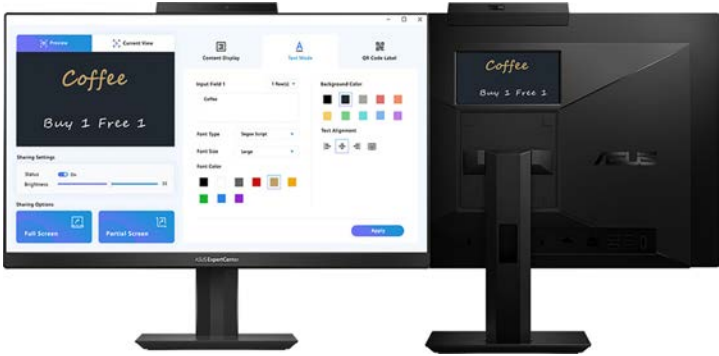 Preview
Current View
Coffee
Buy 1 Free 1
Sharing Settings
Status
On
Brightness
Sharing Options
Full Screen
Partial Screen
Content Display
Text Mode
QR Code Label
Input Field 1
1 Row(s)
Coffee
Font Type
Segoe Script
Font Size
Large
Font Color
Background Color
Text Alignment
Apply
ASUS ExpertCenter
Coffee
Buy 1 Free 1
ASUS